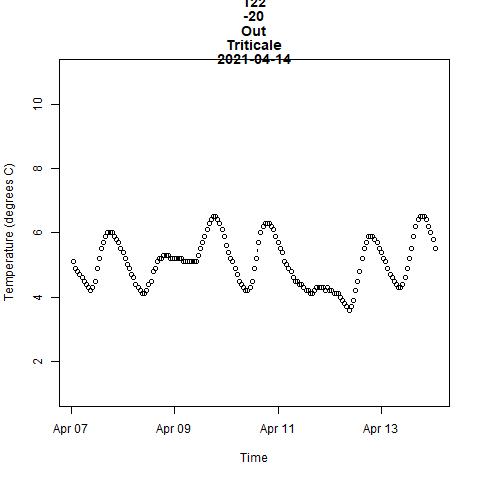 122
-20
Out
Triticale
2021-04-14
Temperature (degrees C)
10
8
6
4
2
Apr 07
Apr 09
Apr 11
Apr 13
Time